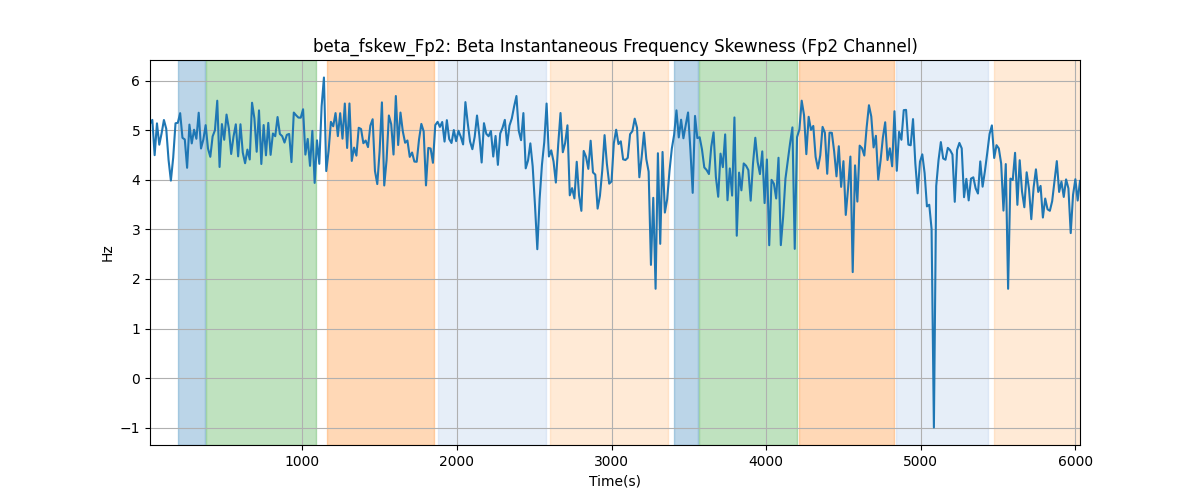 beta_fskew_Fp2: Beta Instantaneous Frequency Skewness (Fp2 Channel)
6
5
4
3
2
1
0
−1
Hz
1000 2000 3000 4000 5000 6000
Time(s)